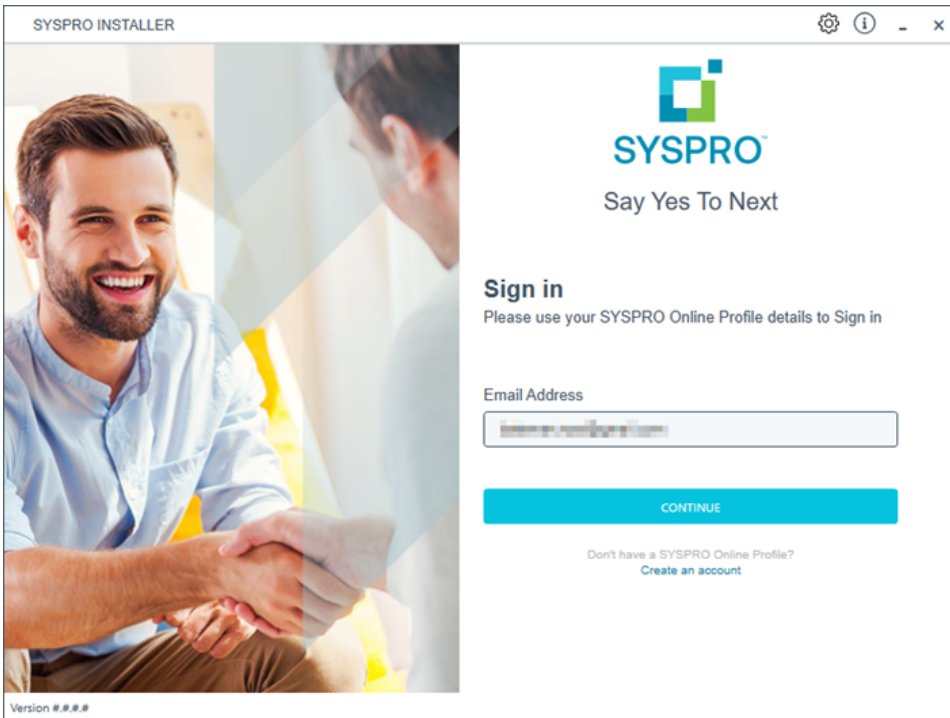 SYSPRO INSTALLER
SYSPRO™
Say Yes To Next
Sign in
Please use your SYSPRO Online Profile details to Sign in
Email Address
CONTINUE
Don't have a SYSPRO Online Profile?
Create an account
Version #.#.#.#